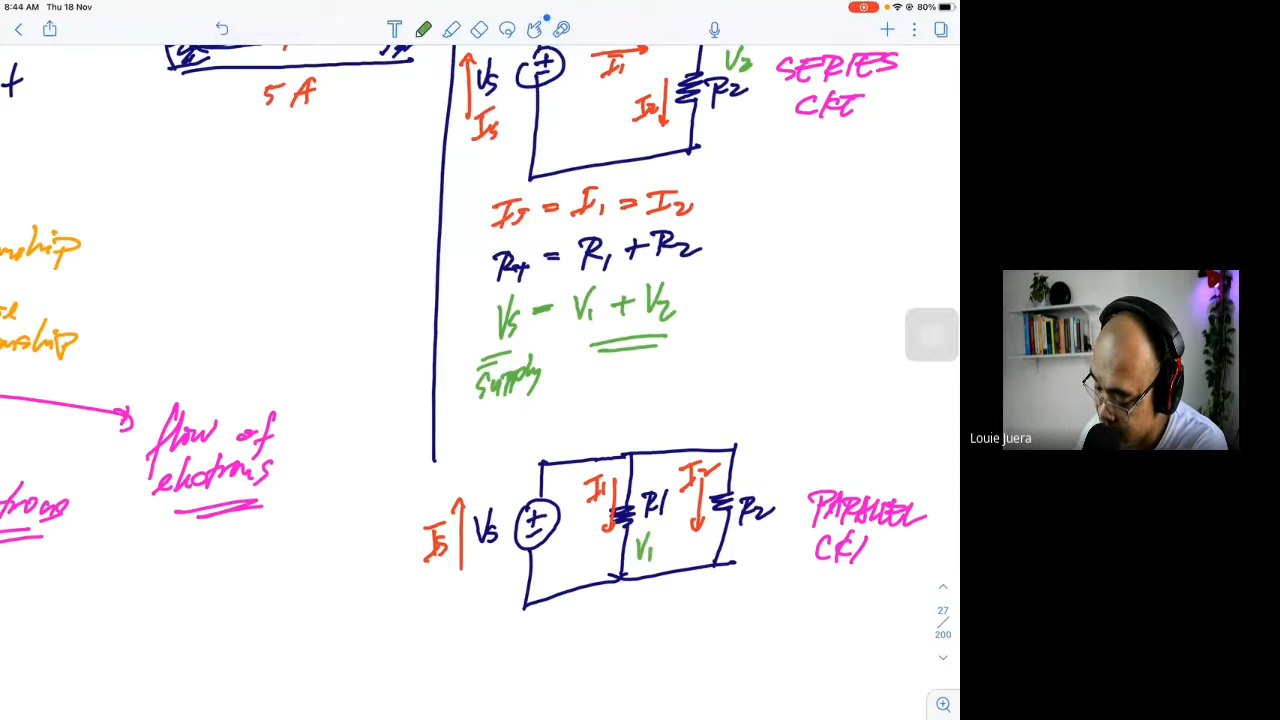 8:44 AM Thu 18 Nov
80%
5 A
Vs
Is
I1
I2
V2
R2
SERIES
CKT
Is = I1 = I2
RT = R1 + R2
Vs = V1 + V2
Supply
flow of
elcotrons
Is
Vs
I1
R1
V1
I2
R2
PARALLEL
CKT
27
/
200
Louie Juera